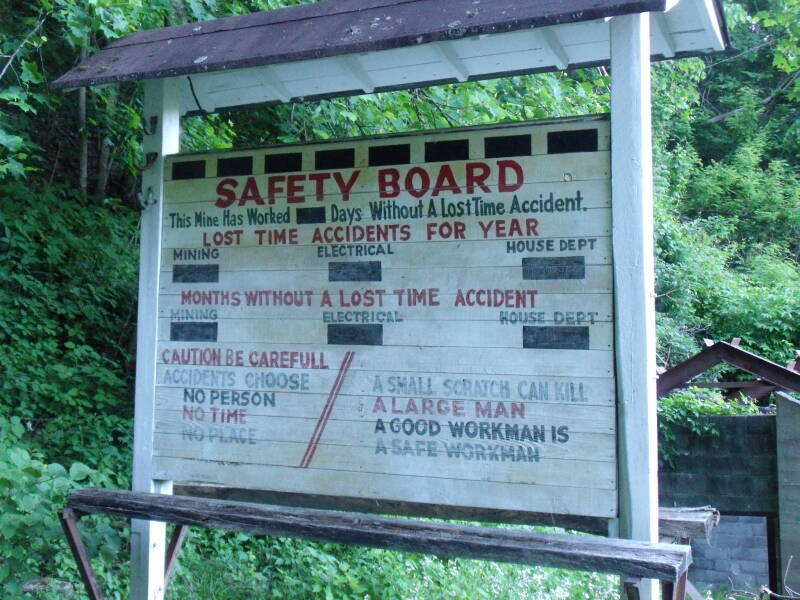 SAFETY BOARD
This Mine Has Worked Days Without A Lost Time Accident.
LOST TIME ACCIDENTS FOR YEAR
MINING ELECTRICAL HOUSE DEPT
MONTHS WITHOUT A LOST TIME ACCIDENT
MINING ELECTRICAL HOUSE DEPT
CAUTION BE CAREFULL
ACCIDENTS CHOOSE
NO PERSON
NO TIME
NO PLACE
A SMALL SCRATCH CAN KILL
A LARGE MAN
A GOOD WORKMAN IS
A SAFE WORKMAN